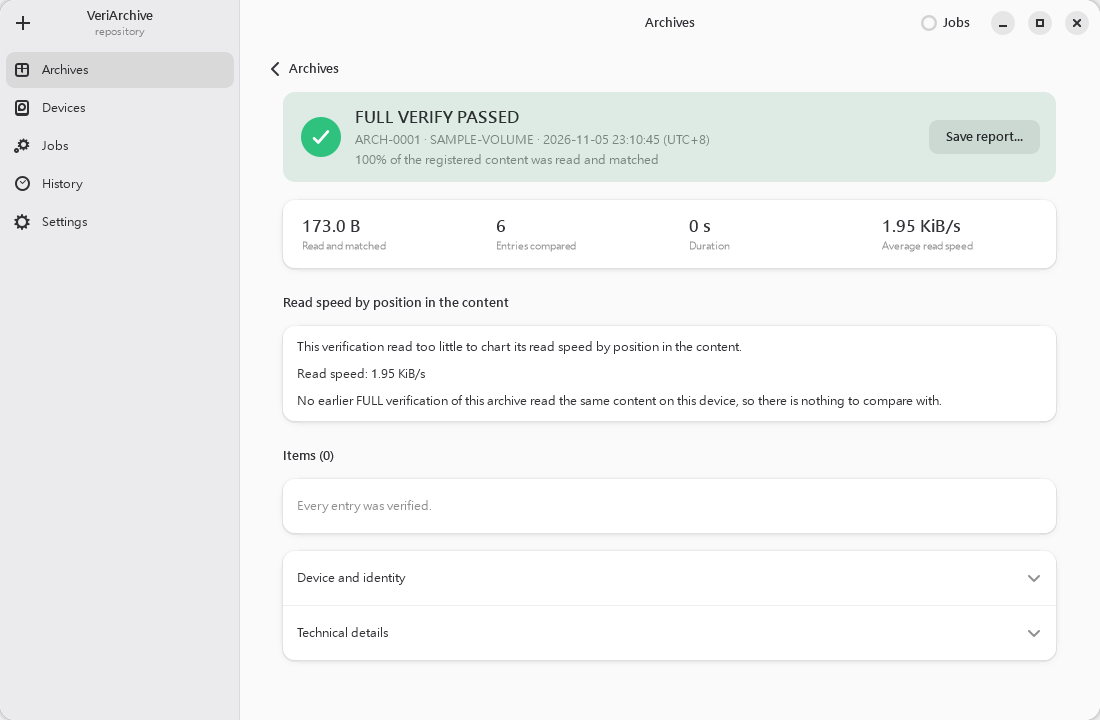 VeriArchive
repository
Archives
Devices
Jobs
History
Settings
Archives
Jobs
Archives
FULL VERIFY PASSED
ARCH-0001 · SAMPLE-VOLUME · 2026-11-05 23:10:45 (UTC+8)
100% of the registered content was read and matched
Save report...
173.0 B
Read and matched
6
Entries compared
0 s
Duration
1.95 KiB/s
Average read speed
Read speed by position in the content
This verification read too little to chart its read speed by position in the content.
Read speed: 1.95 KiB/s
No earlier FULL verification of this archive read the same content on this device, so there is nothing to compare with.
Items (0)
Every entry was verified.
Device and identity
Technical details